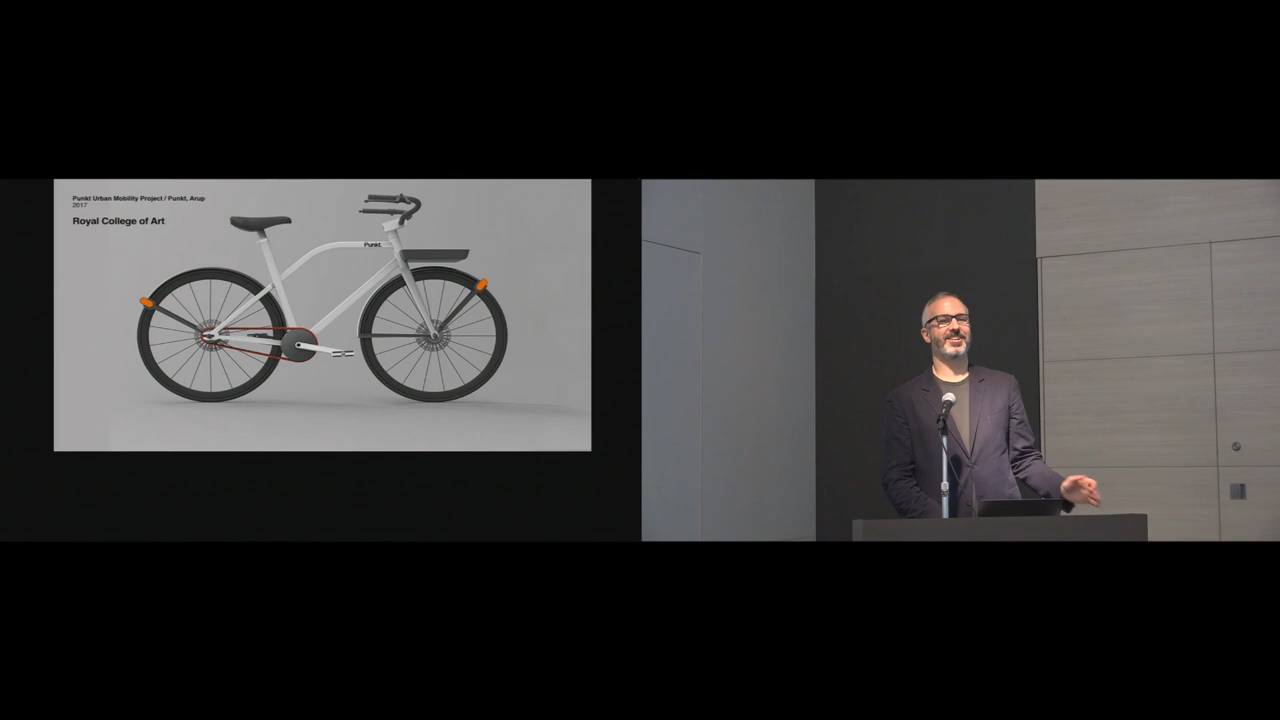 Punkt Urban Mobility Project / Punkt, Arup
2017
Royal College of Art
Punkt.